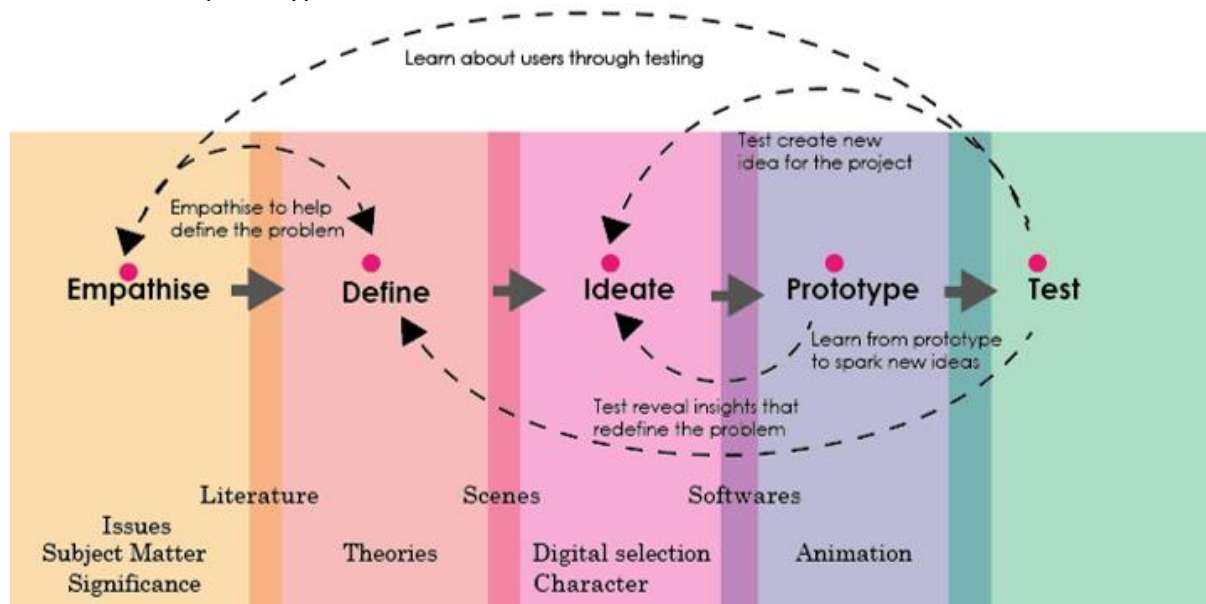 Learn about users through testing
Test create new
idea for the project
Empathise to help
define the problem
Empathise
Define
Ideate
Prototype
Test
Learn from prototype
to spark new ideas
Test reveal insights that
redefine the problem
Literature
Scenes
Softwares
Issues
Subject Matter
Significance
Theories
Digital selection
Character
Animation